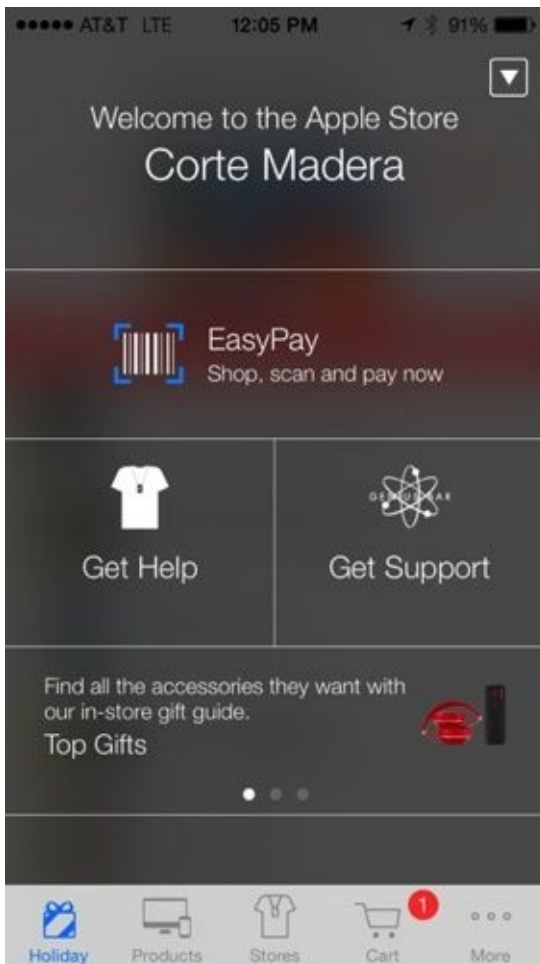 AT&T LTE 12:05 PM 91%
Welcome to the Apple Store
Corte Madera
EasyPay
Shop, scan and pay now
GENIUS BAR
Get Help
Get Support
Find all the accessories they want with
our in-store gift guide.
Top Gifts
1
Holiday Products Stores Cart More